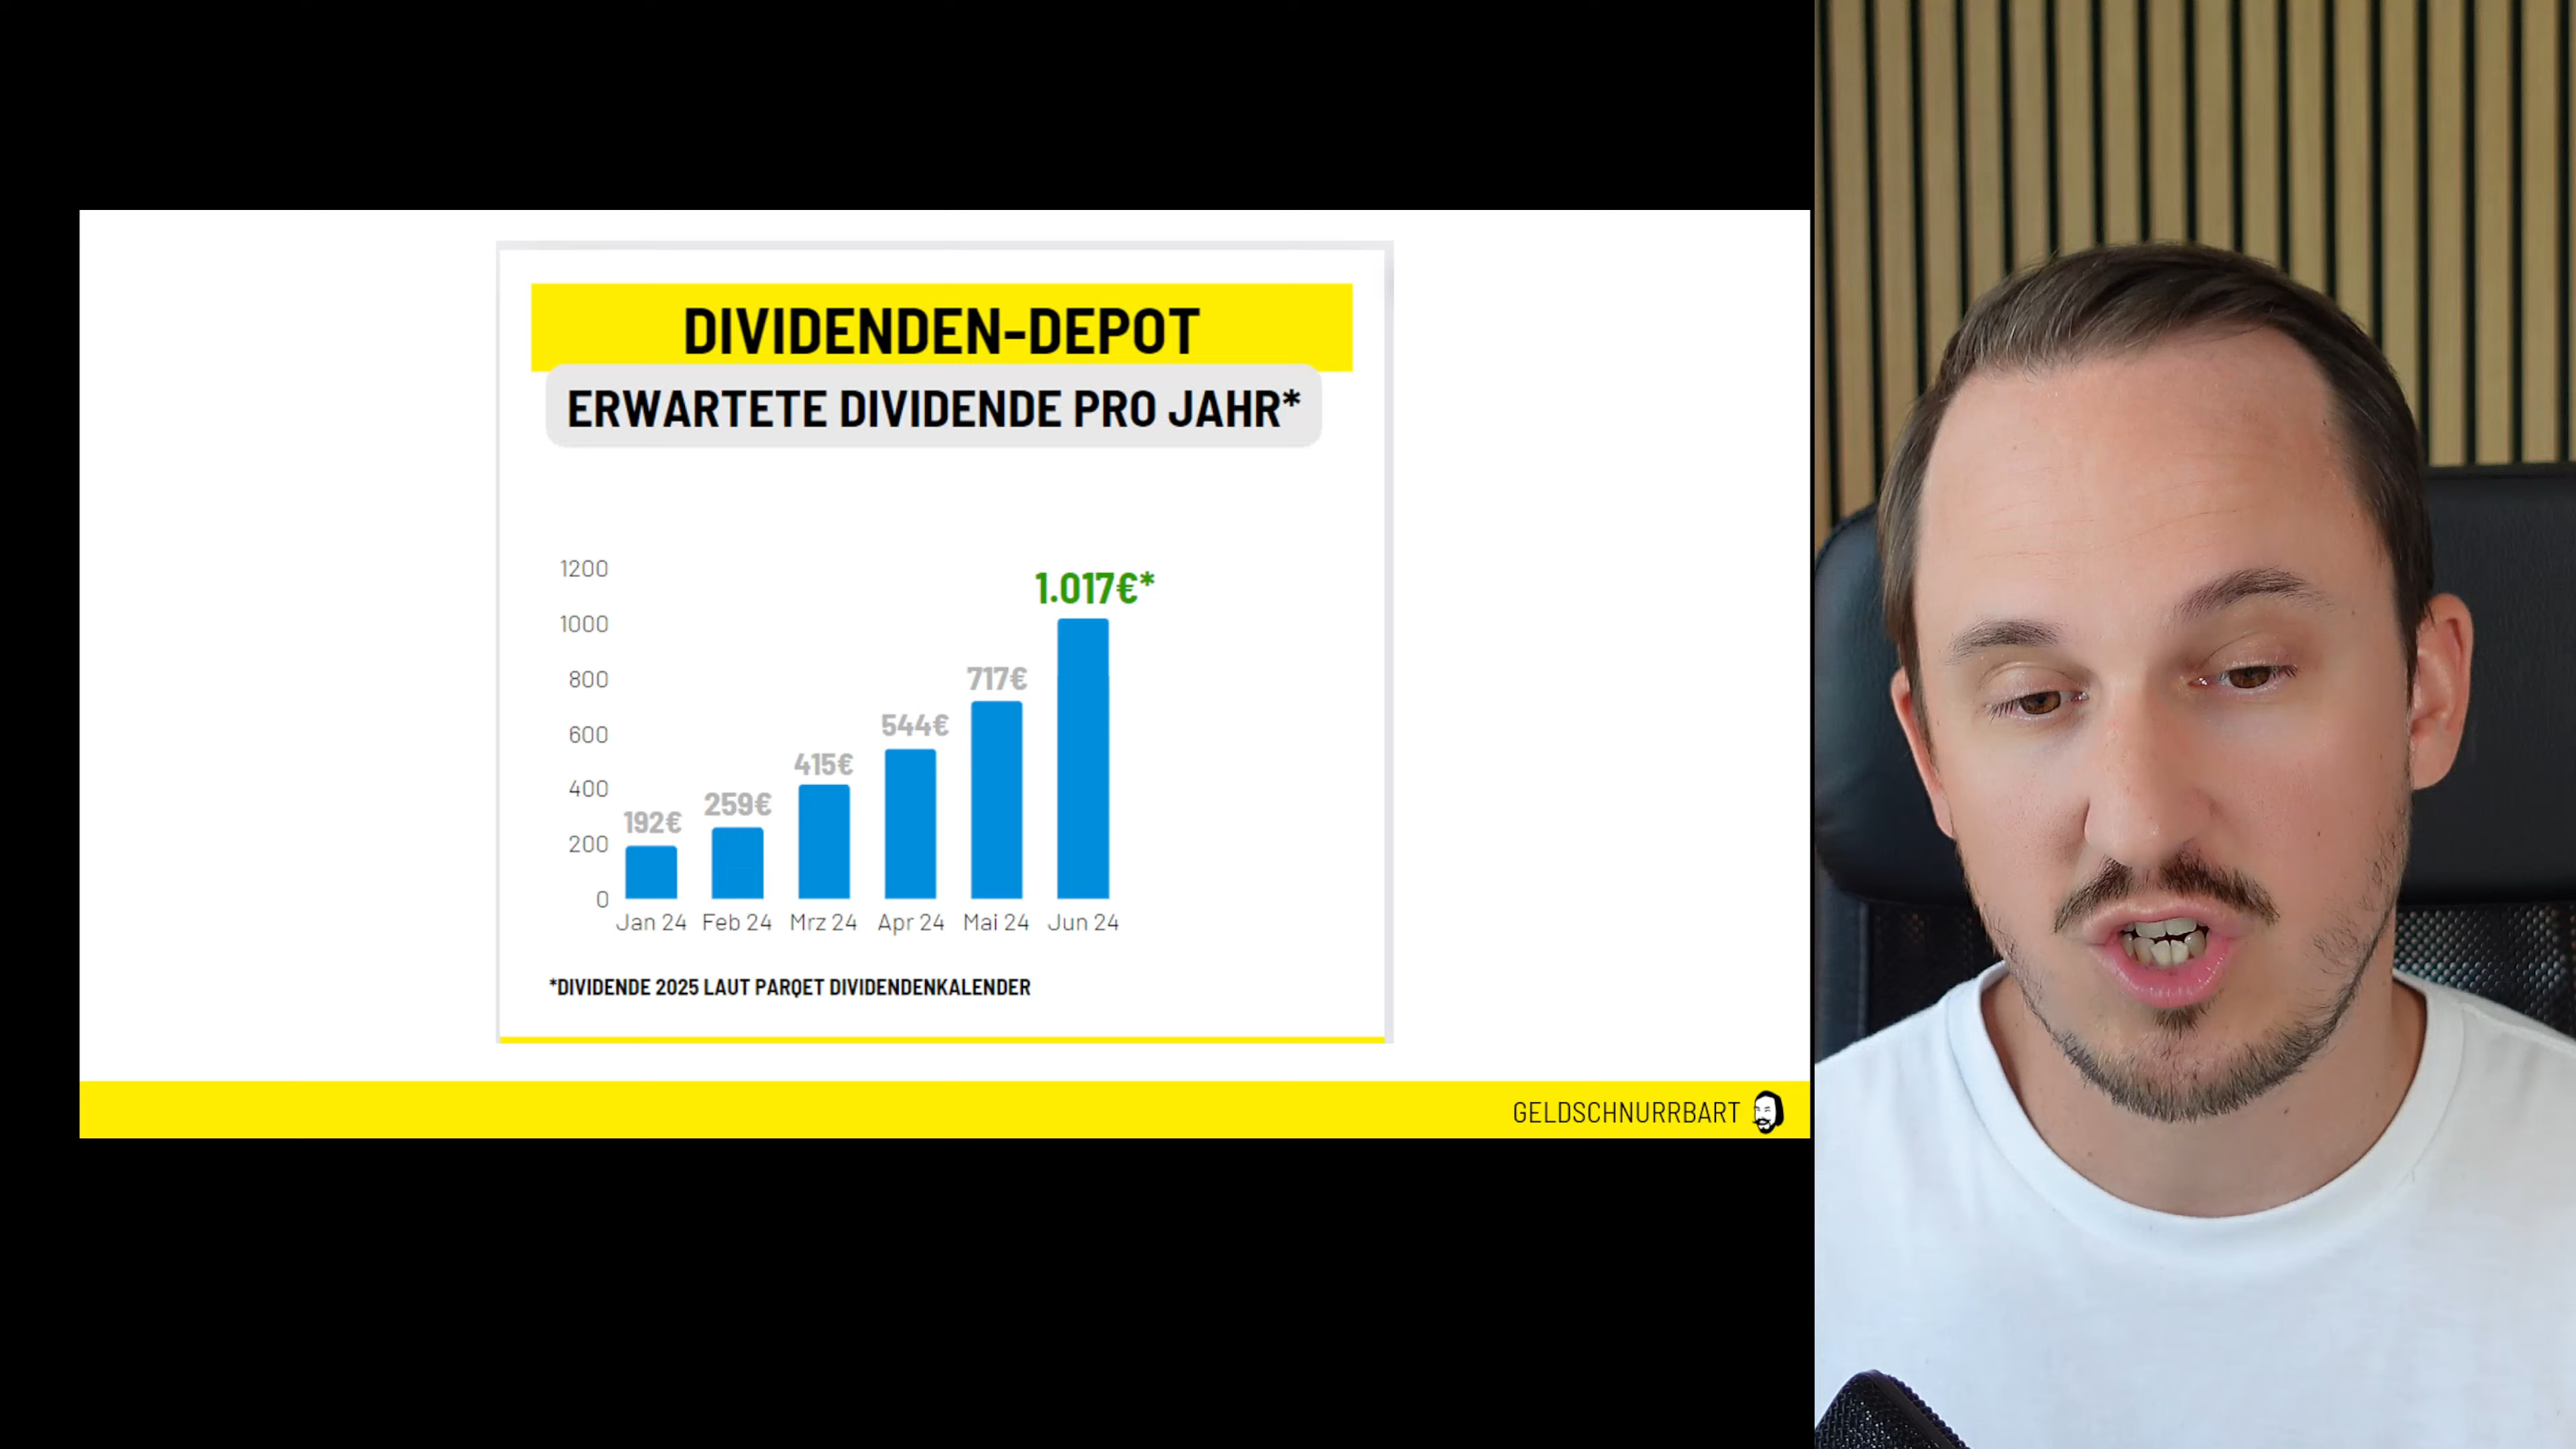 DIVIDENDEN-DEPOT
ERWARTETE DIVIDENDE PRO JAHR*
1200
1000
800
600
400
200
0
192€
259€
415€
544€
717€
1.017€*
Jan 24 Feb 24 Mrz 24 Apr 24 Mai 24 Jun 24
*DIVIDENDE 2025 LAUT PARQET DIVIDENDENKALENDER
GELDSCHNURRBART